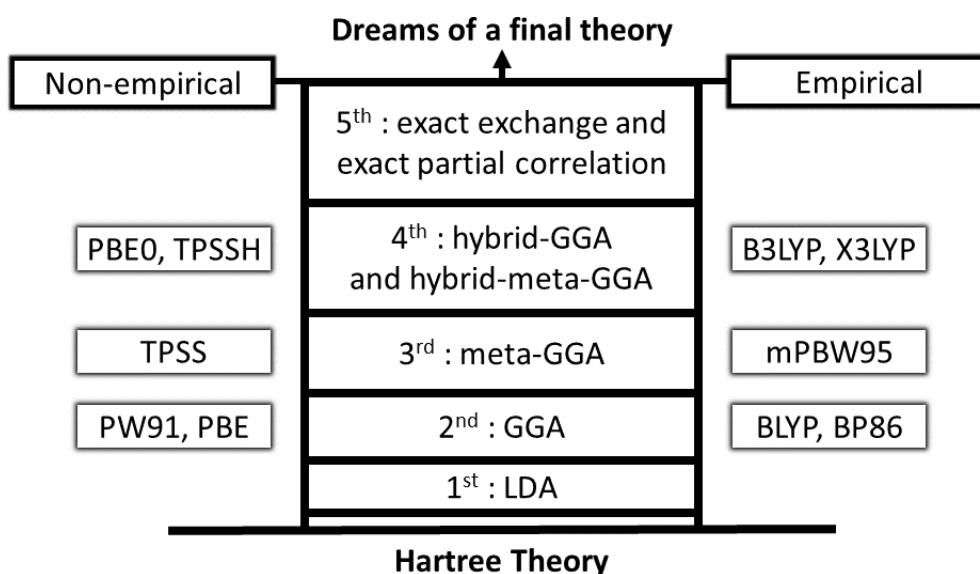 Dreams of a final theory
Non-empirical
Empirical
5th : exact exchange and
exact partial correlation
PBE0, TPSSH
4th : hybrid-GGA
and hybrid-meta-GGA
B3LYP, X3LYP
TPSS
3rd : meta-GGA
mPBW95
PW91, PBE
2nd : GGA
BLYP, BP86
1st : LDA
Hartree Theory